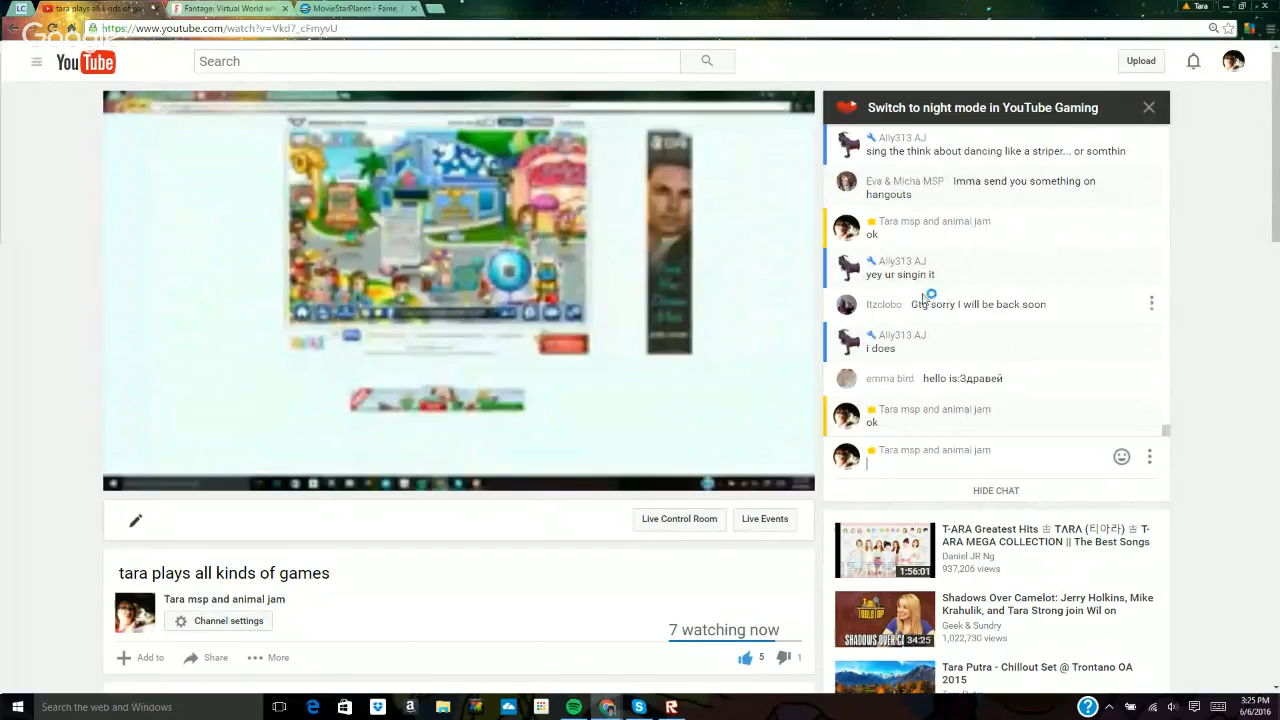 LC
tara plays all kinds of ga
Fantage: Virtual World w
MovieStarPlanet - Fame,
Tara
https://www.youtube.com/watch?v=Vkd7_cFmyvU
Google+
YouTube
Search
Upload
Switch to night mode in YouTube Gaming
Ally313 AJ
sing the think about dancing like a striper... or somthin
Eva & Micha MSP Imma send you something on
hangouts
Tara msp and animal jam
ok
Ally313 AJ
yey ur singin it
Itzclobo Gtg sorry I will be back soon
Ally313 AJ
i does
emma bird hello is:Здравей
Tara msp and animal jam
ok
Tara msp and animal jam
HIDE CHAT
Live Control Room
Live Events
tara plays all kinds of games
Tara msp and animal jam
Channel settings
7 watching now
Add to
Share
More
5
1
1:56:01
T-ARA Greatest Hits ♕ TΛRΛ (티아라) ♕ T-
ARA MEGA COLLECTION || The Best Songs
Daniel JR Ng
937,206 views
TABLETOP
SHADOWS OVER CA
34:25
Shadows Over Camelot: Jerry Holkins, Mike
Krahulik, and Tara Strong join Wil on
Geek & Sundry
1,022,730 views
Tara Putra - Chillout Set @ Trontano OA
2015
Search the web and Windows
3:25 PM
6/6/2016